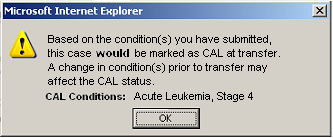 Microsoft Internet Explorer
Based on the condition(s) you have submitted,
this case would be marked as CAL at transfer.
A change in condition(s) prior to transfer may
affect the CAL status.
CAL Conditions: Acute Leukemia, Stage 4
OK